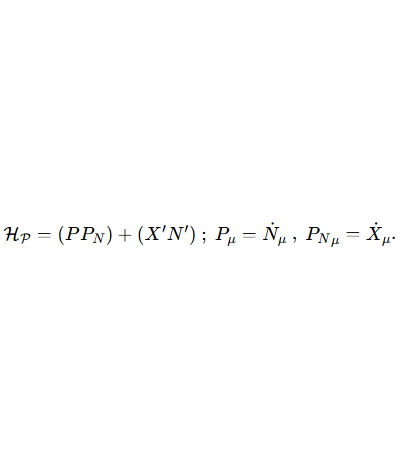 $\mathcal{H}_{\mathcal{P}} = (PP_N) + (X'N') \; ; \; P_\mu = \dot{N}_\mu \; , \; P_{N\mu} = \dot{X}_\mu .$